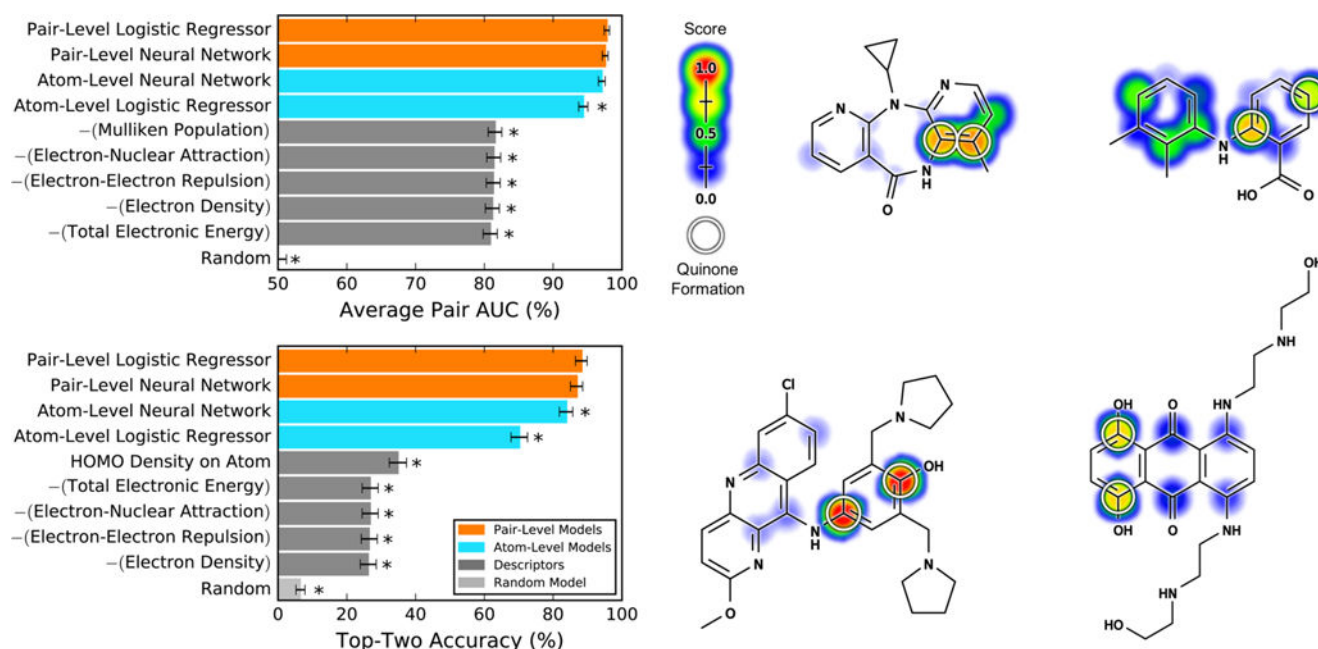 Pair-Level Logistic Regressor
Pair-Level Neural Network
Atom-Level Neural Network
Atom-Level Logistic Regressor
*
−(Mulliken Population)
*
−(Electron-Nuclear Attraction)
*
−(Electron-Electron Repulsion)
*
−(Electron Density)
*
−(Total Electronic Energy)
*
Random
*
50 60 70 80 90 100
Average Pair AUC (%)
Pair-Level Logistic Regressor
Pair-Level Neural Network
Atom-Level Neural Network
*
Atom-Level Logistic Regressor
*
HOMO Density on Atom
*
−(Total Electronic Energy)
*
−(Electron-Nuclear Attraction)
*
−(Electron-Electron Repulsion)
*
−(Electron Density)
*
Random
*
Pair-Level Models
Atom-Level Models
Descriptors
Random Model
0 20 40 60 80 100
Top-Two Accuracy (%)
Score
1.0
0.5
0.0
Quinone
Formation
N
N
N
N
H
O
N
H
HO
O
Cl
N
OH
N
N
H
N
O
N
OH
HN
HN
OH
O
OH
O
HN
HN
HO